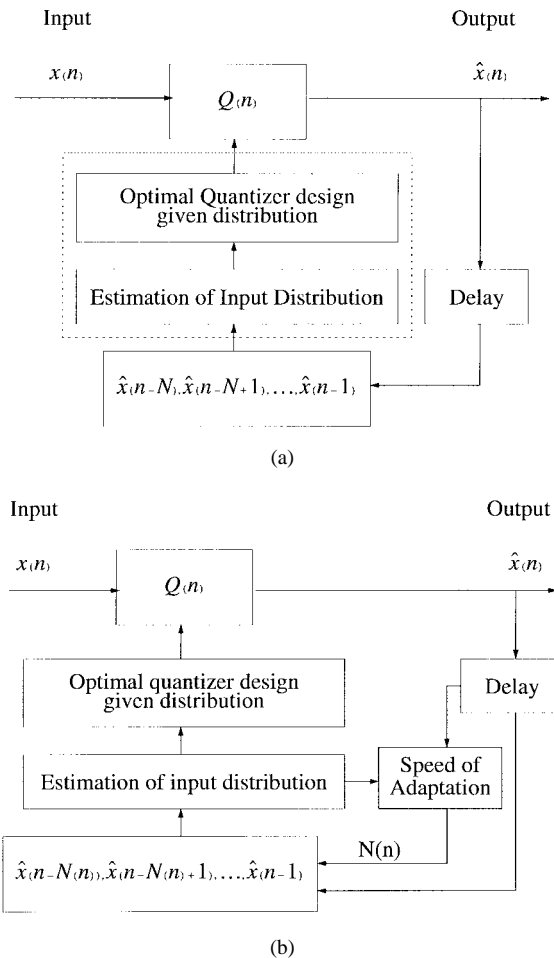 Input Output
x(n) x̂(n)
Q(n)
Optimal Quantizer design
given distribution
Estimation of Input Distribution
Delay
x̂(n−N),x̂(n−N+1),...,x̂(n−1)
(a)
Input Output
x(n) x̂(n)
Q(n)
Optimal quantizer design
given distribution
Delay
Estimation of input distribution
Speed of
Adaptation
N(n)
x̂(n−N(n)),x̂(n−N(n)+1),...,x̂(n−1)
(b)